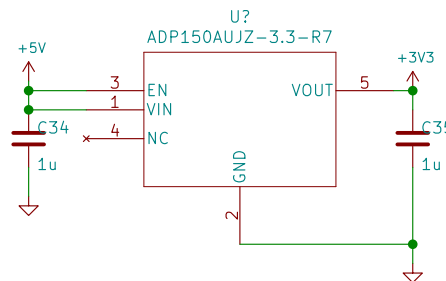 U?
ADP150AUJZ-3.3-R7
+5V
+3V3
3
EN
VOUT
5
1
VIN
C34
C35
4
NC
1u
1u
GND
2